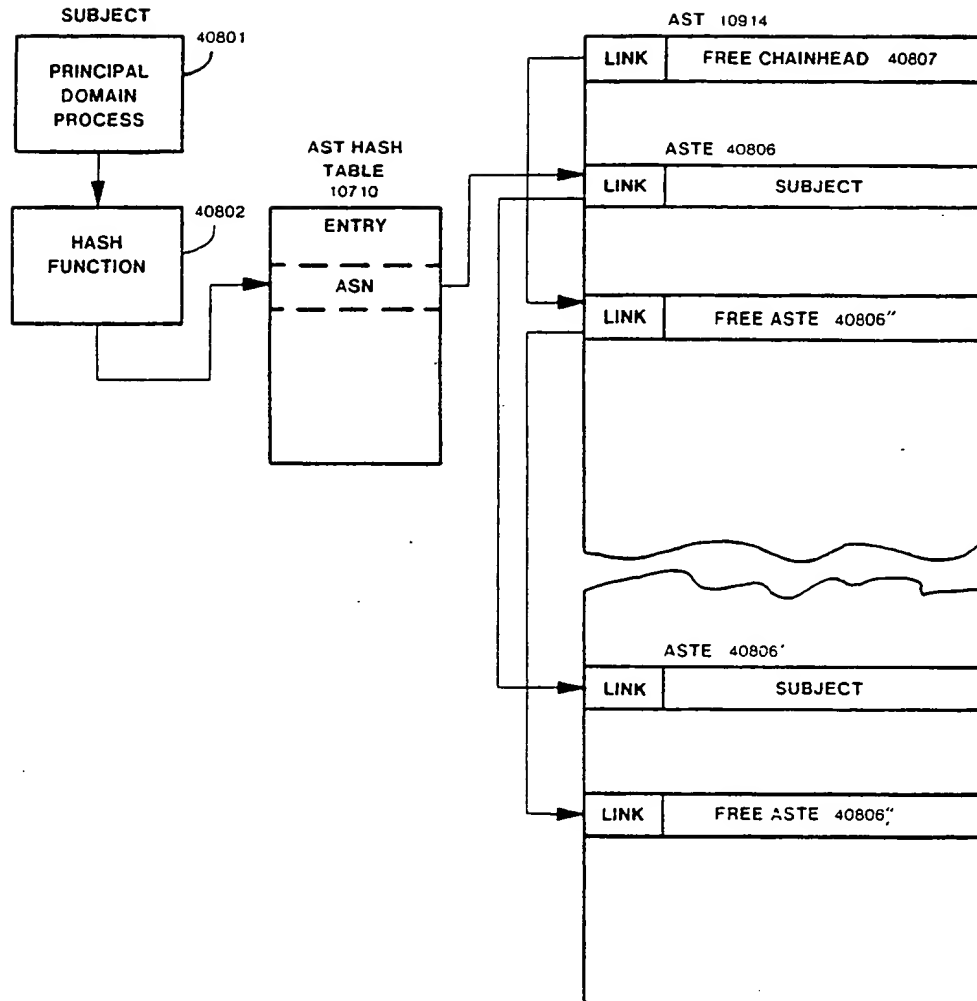 SUBJECT
40801
PRINCIPAL
DOMAIN
PROCESS
40802
HASH
FUNCTION
AST HASH
TABLE
10710
ENTRY
ASN
AST 10914
LINK FREE CHAINHEAD 40807
ASTE 40806
LINK SUBJECT
LINK FREE ASTE 40806"
ASTE 40806'
LINK SUBJECT
LINK FREE ASTE 40806",